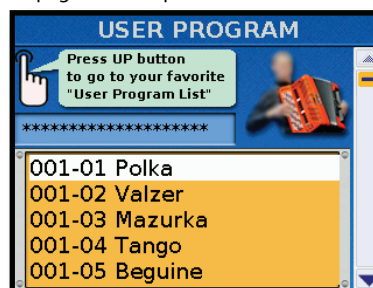 USER PROGRAM
Press UP button
to go to your favorite
"User Program List"
********************
001-01 Polka
001-02 Valzer
001-03 Mazurka
001-04 Tango
001-05 Beguine